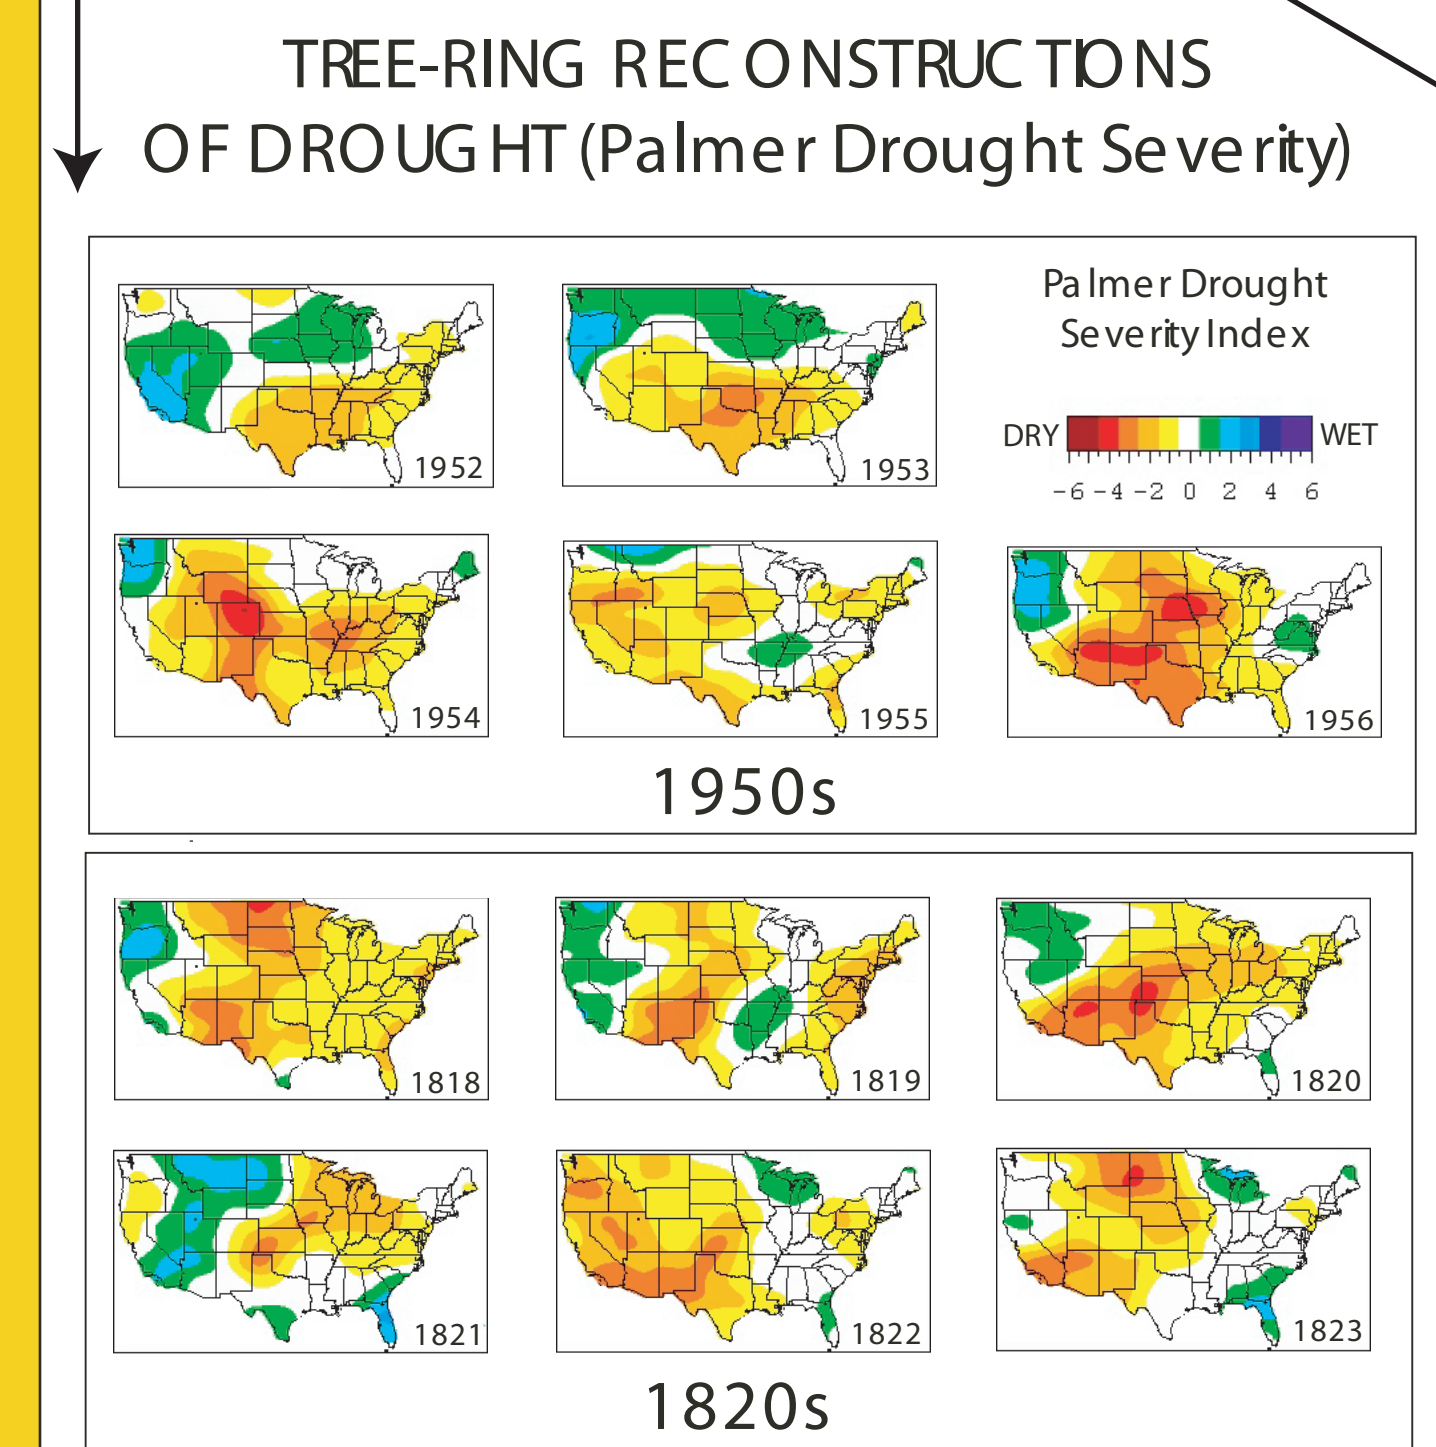 TREE-RING RECONSTRUCTIONS
OF DROUGHT (Palmer Drought Severity)
Palmer Drought
Severity Index
DRY
WET
-6 -4 -2 0 2 4 6
1952
1953
1954
1955
1956
1950s
1818
1819
1820
1821
1822
1823
1820s